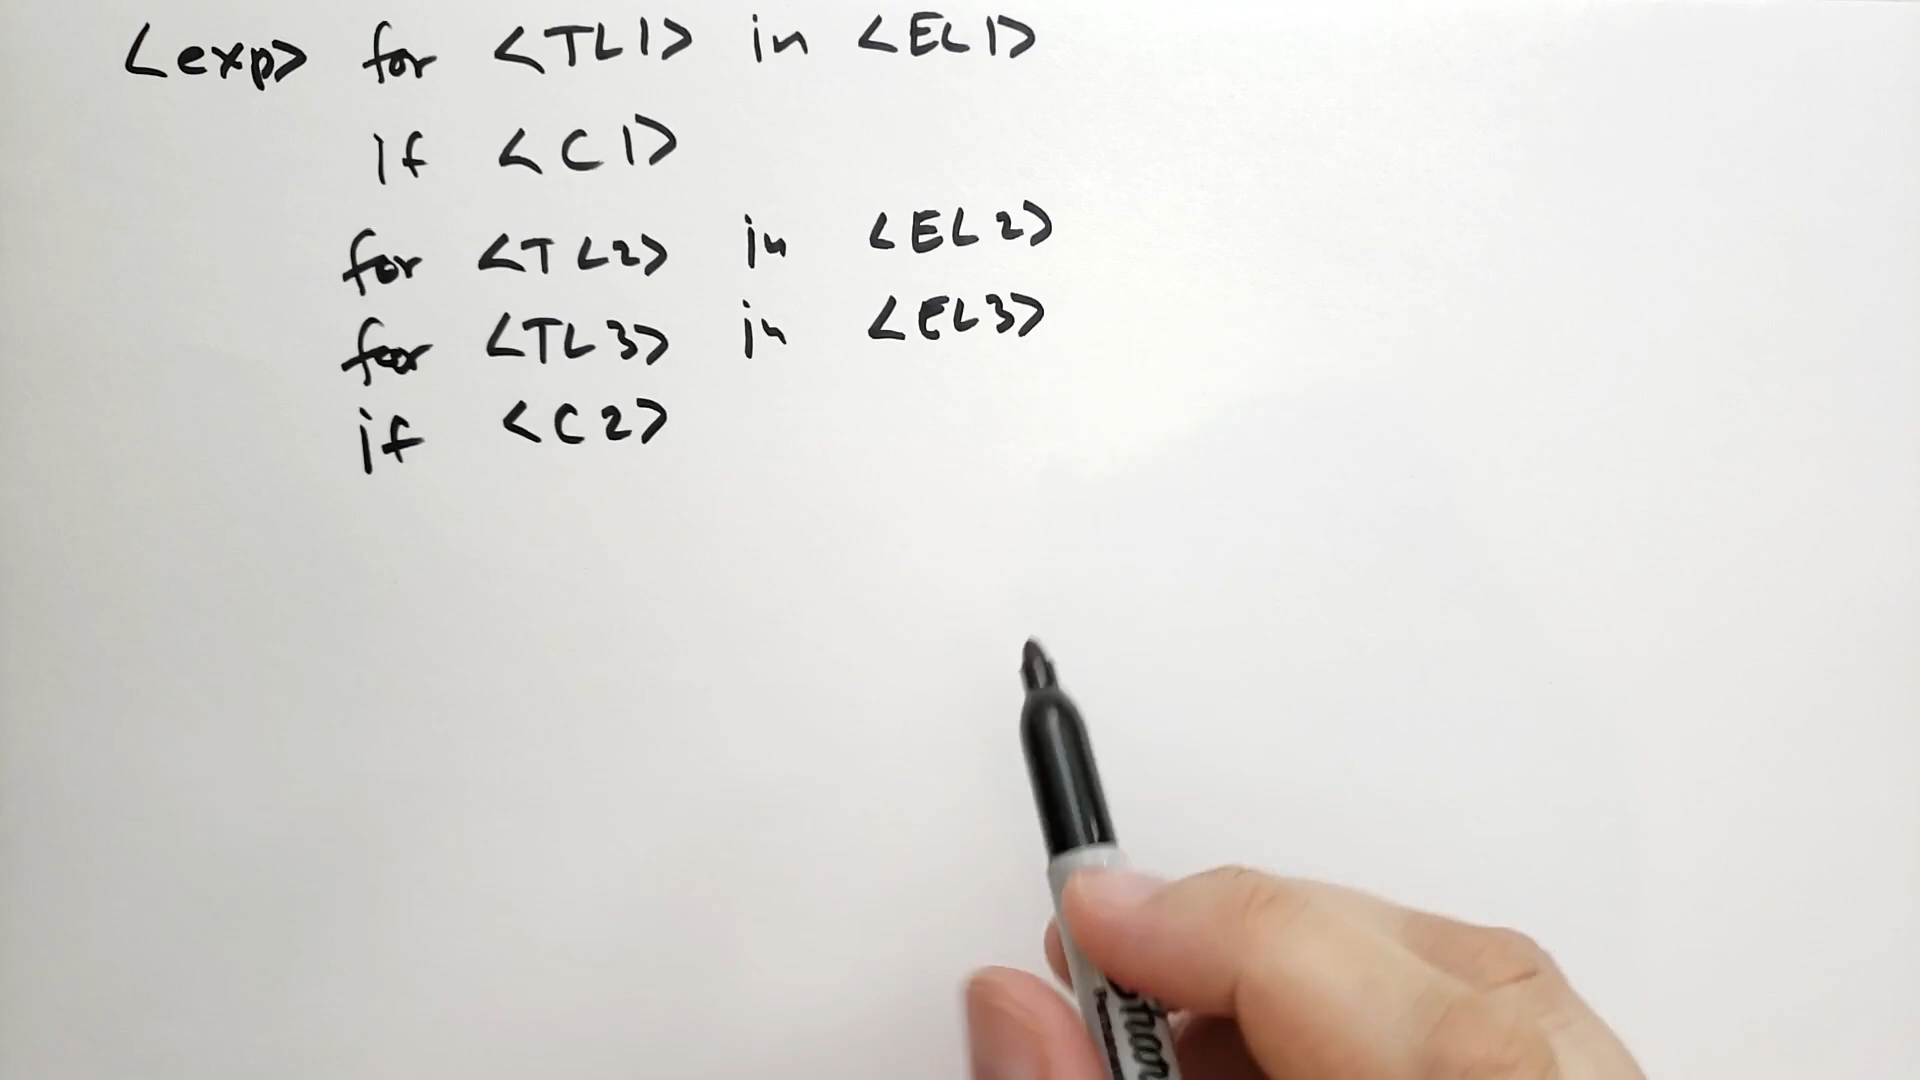 <exp> for <TL1> in <EL1>
if <C1>
for <TL2> in <EL2>
for <TL3> in <EL3>
if <C2>